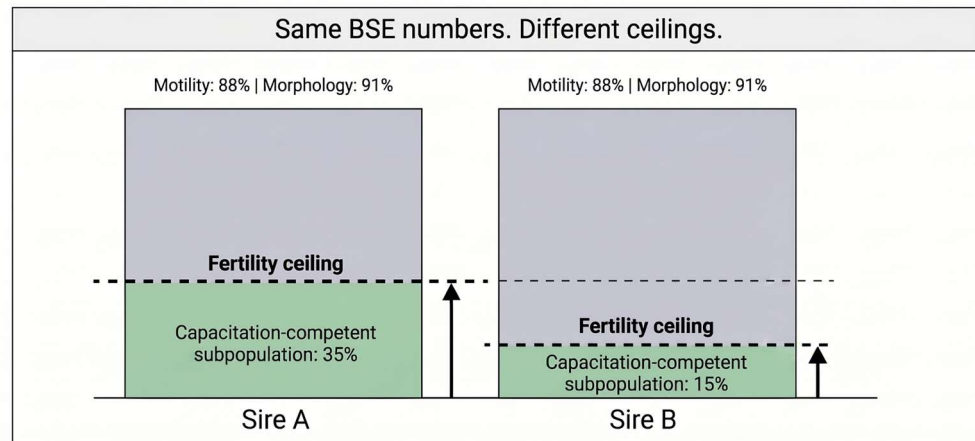 Same BSE numbers. Different ceilings.
Motility: 88% | Morphology: 91%
Motility: 88% | Morphology: 91%
Fertility ceiling
Capacitation-competent
subpopulation: 35%
Fertility ceiling
Capacitation-competent
subpopulation: 15%
Sire A
Sire B